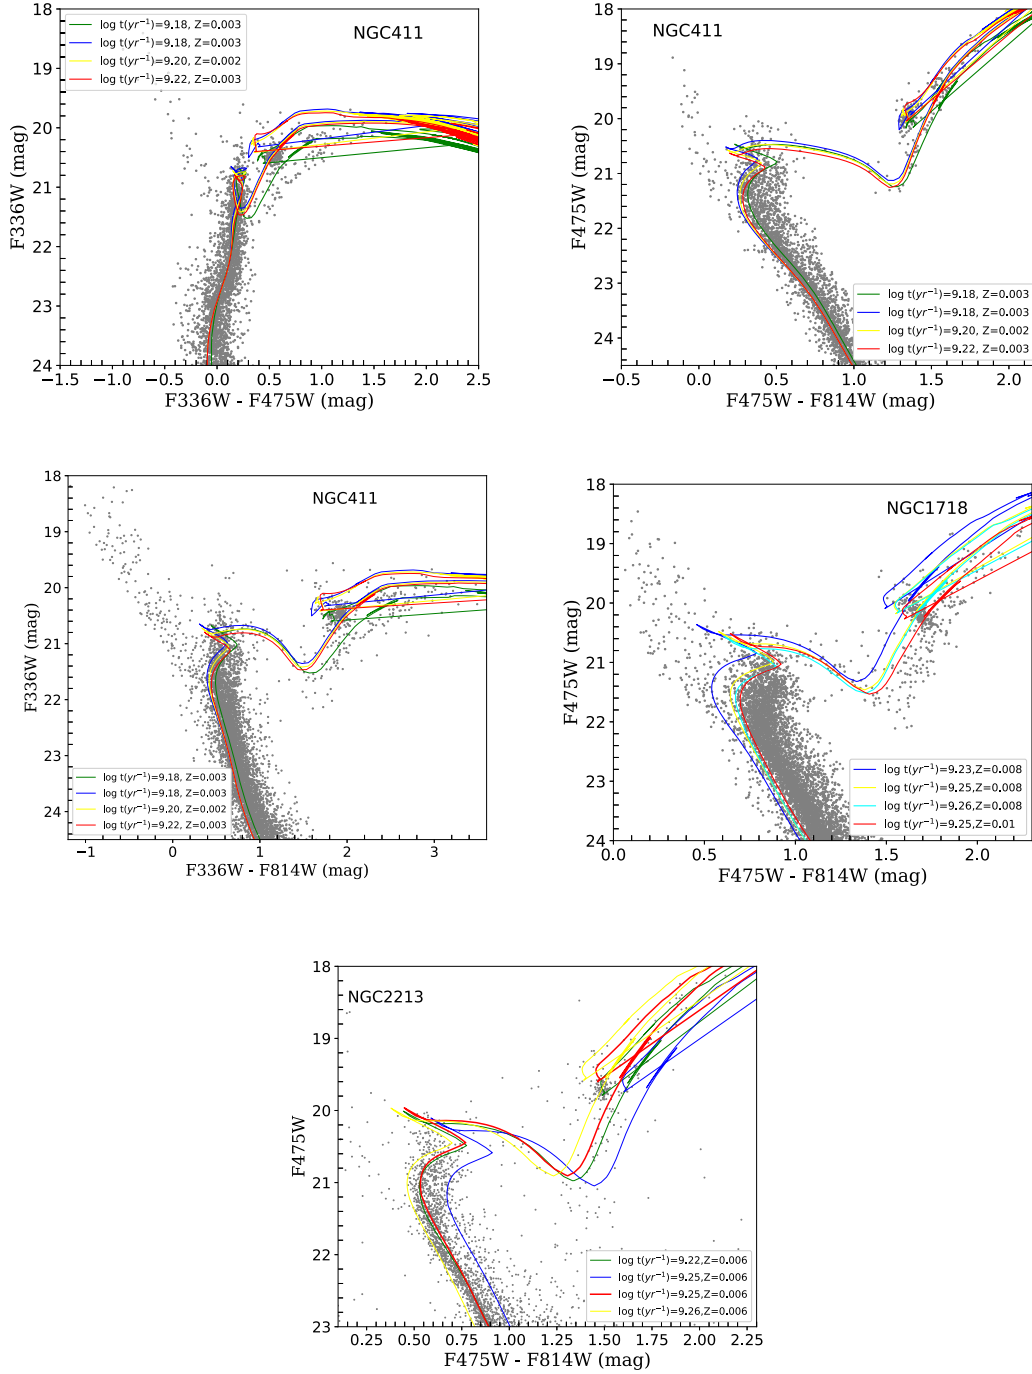 NGC411
log t(yr⁻¹)=9.18, Z=0.003
log t(yr⁻¹)=9.18, Z=0.003
log t(yr⁻¹)=9.20, Z=0.002
log t(yr⁻¹)=9.22, Z=0.003
18
19
20
21
22
23
24
F336W (mag)
−1.5 −1.0 −0.5 0.0 0.5 1.0 1.5 2.0 2.5
F336W - F475W (mag)
NGC411
18
19
20
21
22
23
24
F475W (mag)
log t(yr⁻¹)=9.18, Z=0.003
log t(yr⁻¹)=9.18, Z=0.003
log t(yr⁻¹)=9.20, Z=0.002
log t(yr⁻¹)=9.22, Z=0.003
−0.5 0.0 0.5 1.0 1.5 2.0
F475W - F814W (mag)
NGC411
18
19
20
21
22
23
24
F336W (mag)
log t(yr⁻¹)=9.18, Z=0.003
log t(yr⁻¹)=9.18, Z=0.003
log t(yr⁻¹)=9.20, Z=0.002
log t(yr⁻¹)=9.22, Z=0.003
−1 0 1 2 3
F336W - F814W (mag)
NGC1718
18
19
20
21
22
23
24
F475W (mag)
log t(yr⁻¹)=9.23,Z=0.008
log t(yr⁻¹)=9.25,Z=0.008
log t(yr⁻¹)=9.26,Z=0.008
log t(yr⁻¹)=9.25,Z=0.01
0.0 0.5 1.0 1.5 2.0
F475W - F814W (mag)
NGC2213
18
19
20
21
22
23
F475W
log t(yr⁻¹)=9.22,Z=0.006
log t(yr⁻¹)=9.25,Z=0.006
log t(yr⁻¹)=9.25,Z=0.006
log t(yr⁻¹)=9.26,Z=0.006
0.25 0.50 0.75 1.00 1.25 1.50 1.75 2.00 2.25
F475W - F814W (mag)